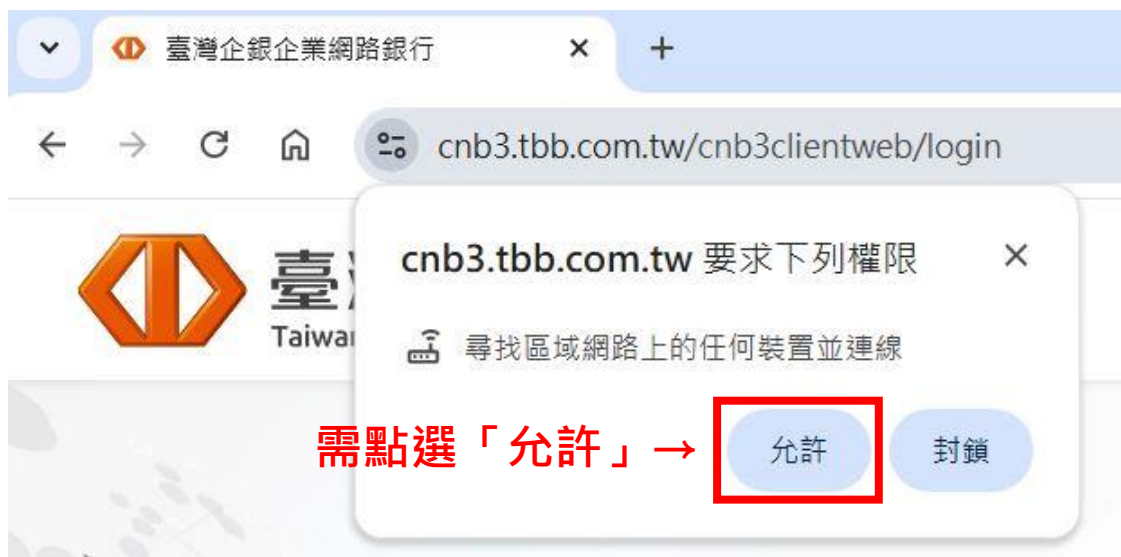 臺灣企銀企業網路銀行
cnb3.tbb.com.tw/cnb3clientweb/login
臺
Taiwa
cnb3.tbb.com.tw 要求下列權限
尋找區域網路上的任何裝置並連線
需點選「允許」→
允許
封鎖